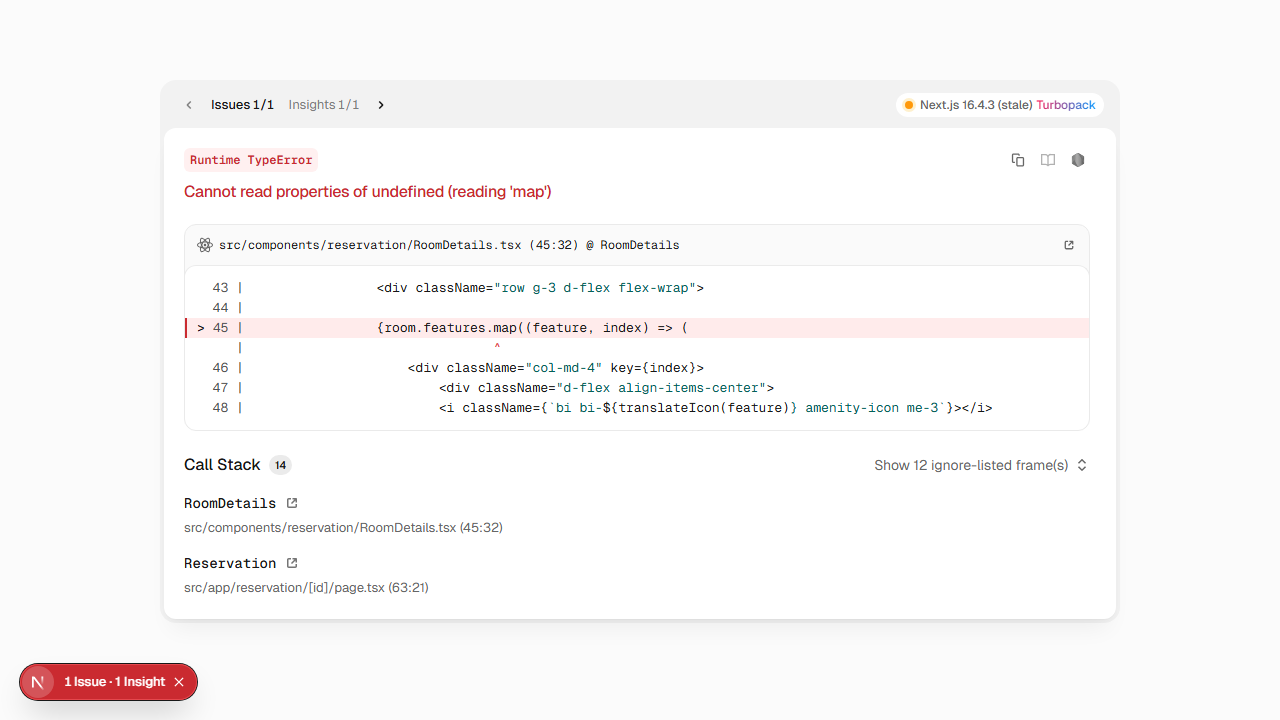 Issues 1/1 Insights 1/1
Next.js 16.4.3 (stale) Turbopack
Runtime TypeError
Cannot read properties of undefined (reading 'map')
src/components/reservation/RoomDetails.tsx (45:32) @ RoomDetails
43 | <div className="row g-3 d-flex flex-wrap">
44 |
> 45 | {room.features.map((feature, index) => (
| ^
46 | <div className="col-md-4" key={index}>
47 | <div className="d-flex align-items-center">
48 | <i className={`bi bi-${translateIcon(feature)} amenity-icon me-3`}></i>
Call Stack 14
Show 12 ignore-listed frame(s)
RoomDetails
src/components/reservation/RoomDetails.tsx (45:32)
Reservation
src/app/reservation/[id]/page.tsx (63:21)
N 1 Issue · 1 Insight